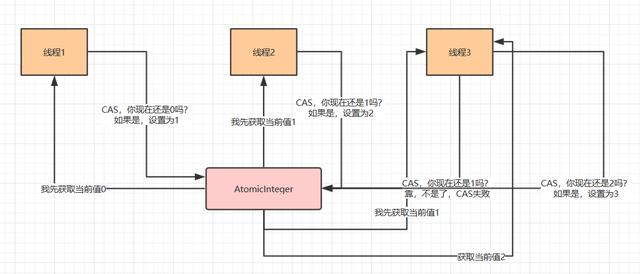 线程1
线程2
线程3
CAS，你现在还是0吗？
如果是，设置为1
我先获取当前值1
CAS，你现在还是1吗？
如果是，设置为2
AtomicInteger
我先获取当前值0
CAS，你现在还是1吗？
靠，不是了，CAS失败
CAS，你现在还是2吗？
如果是，设置为3
我先获取当前值1
获取当前值2